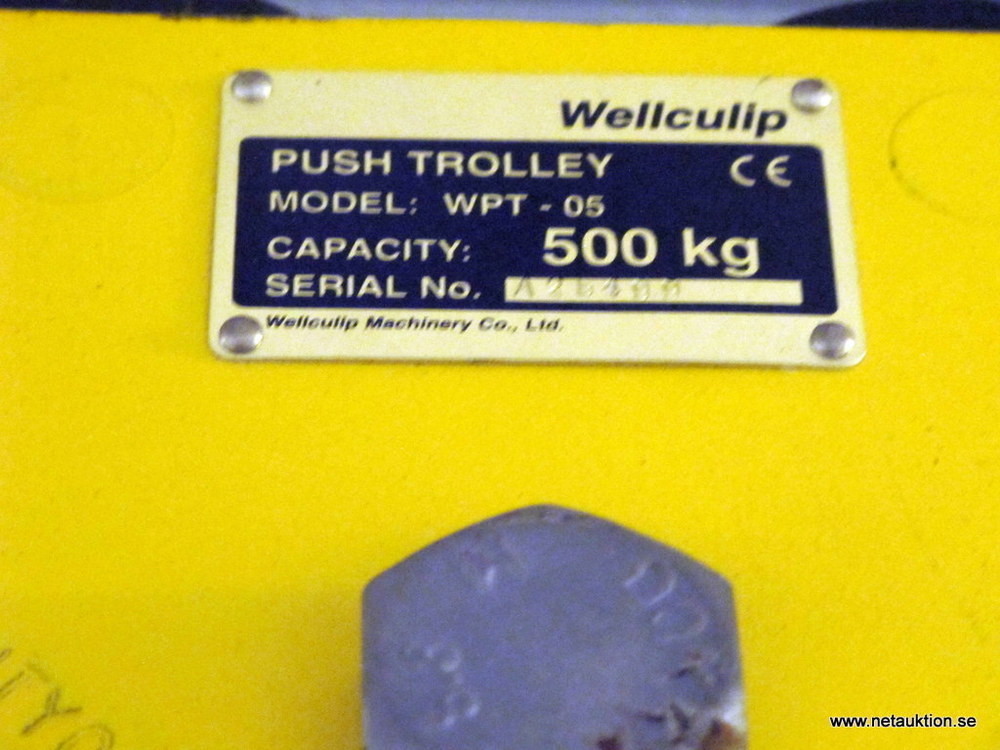 Wellculip
PUSH TROLLEY CE
MODEL: WPT - 05
CAPACITY: 500 kg
SERIAL No.
Wellculip Machinery Co., Ltd.
www.netauktion.se